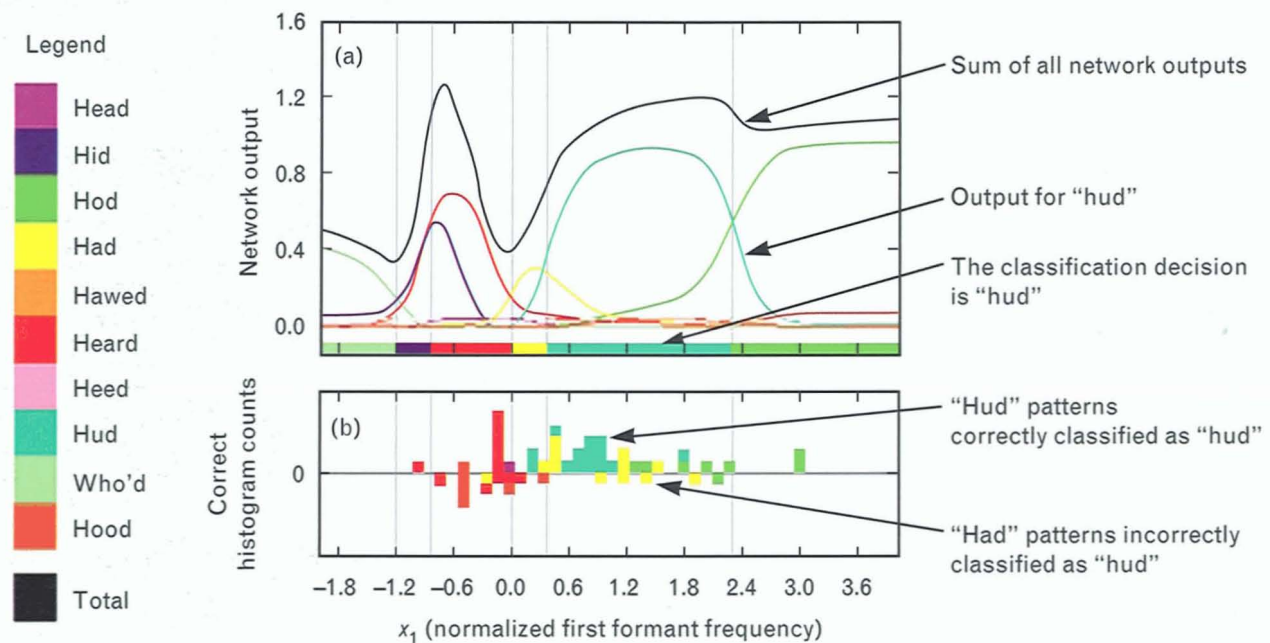 Legend
Head
Hid
Hod
Had
Hawed
Heard
Heed
Hud
Who'd
Hood
Total
(a)
Network output
1.6
1.2
0.8
0.4
0.0
Sum of all network outputs
Output for "hud"
The classification decision
is "hud"
(b)
Correct
histogram counts
0
"Hud" patterns
correctly classified as "hud"
"Had" patterns incorrectly
classified as "hud"
−1.8 −1.2 −0.6 0.0 0.6 1.2 1.8 2.4 3.0 3.6
x1 (normalized first formant frequency)